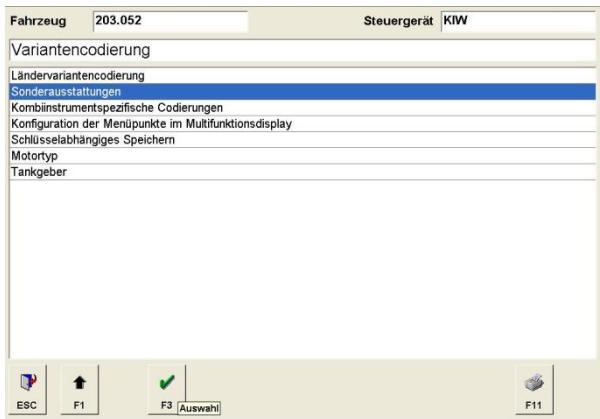 Fahrzeug 203.052 Steuergerät KIW
Variantencodierung
Ländervariantencodierung
Sonderausstattungen
Kombiinstrumentspezifische Codierungen
Konfiguration der Menüpunkte im Multifunktionsdisplay
Schlüsselabhängiges Speichern
Motortyp
Tankgeber
ESC F1 F3 Auswahl F11